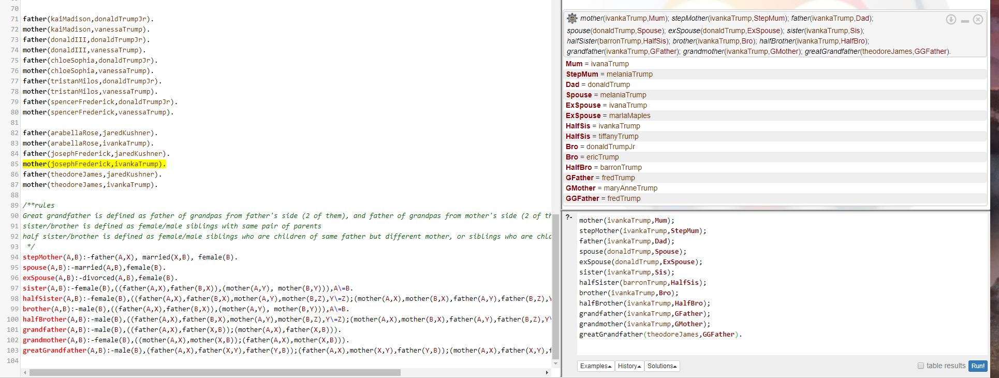 70
71 father(kaiMadison,donaldTrumpJr).
72 mother(kaiMadison,vanessaTrump).
73 father(donaldIII,donaldTrumpJr).
74 mother(donaldIII,vanessaTrump).
75 father(chloeSophia,donaldTrumpJr).
76 mother(chloeSophia,vanessaTrump).
77 father(tristanMilos,donaldTrumpJr).
78 mother(tristanMilos,vanessaTrump).
79 father(spencerFrederick,donaldTrumpJr).
80 mother(spencerFrederick,vanessaTrump).
81
82 father(arabellaRose,jaredKushner).
83 mother(arabellaRose,ivankaTrump).
84 father(josephFrederick,jaredKushner).
85 mother(josephFrederick,ivankaTrump).
86 father(theodoreJames,jaredKushner).
87 mother(theodoreJames,ivankaTrump).
88
89 /**rules
90 Great grandfather is defined as father of grandpas from father's side (2 of them), and father of grandpas from mother's side (2 of th
91 sister/brother is defined as female/male siblings with same pair of parents
92 half sister/brother is defined as female/male siblings who are children of same father but different mother, or siblings who are chld
93 */
94 stepMother(A,B):-father(A,X), married(X,B), female(B).
95 spouse(A,B):-married(A,B),female(B).
96 exSpouse(A,B):-divorced(A,B),female(B).
97 sister(A,B):-female(B),((father(A,X),father(B,X)),(mother(A,Y), mother(B,Y))),A\=B.
98 halfSister(A,B):-female(B),((father(A,X),father(B,X),mother(A,Y),mother(B,Z),Y\=Z);(mother(A,X),mother(B,X),father(A,Y),father(B,Z),Y
99 brother(A,B):-male(B),((father(A,X),father(B,X)),(mother(A,Y), mother(B,Y))),A\=B.
100 halfBrother(A,B):-male(B),((father(A,X),father(B,X),mother(A,Y),mother(B,Z),Y\=Z);(mother(A,X),mother(B,X),father(A,Y),father(B,Z),Y\
101 grandfather(A,B):-male(B),((father(A,X),father(X,B));(mother(A,X),father(X,B))).
102 grandmother(A,B):-female(B),((mother(A,X),mother(X,B));(father(A,X),mother(X,B))).
103 greatGrandfather(A,B):-male(B),(father(A,X),father(X,Y),father(Y,B));(father(A,X),mother(X,Y),father(Y,B));(mother(A,X),father(X,Y),f
104
mother(ivankaTrump,Mum); stepMother(ivankaTrump,StepMum); father(ivankaTrump,Dad);
spouse(donaldTrump,Spouse); exSpouse(donaldTrump,ExSpouse); sister(ivankaTrump,Sis);
halfSister(barronTrump,HalfSis); brother(ivankaTrump,Bro); halfBrother(ivankaTrump,HalfBro);
grandfather(ivankaTrump,GFather); grandmother(ivankaTrump,GMother); greatGrandfather(theodoreJames,GGFather).
Mum = ivanaTrump
StepMum = melaniaTrump
Dad = donaldTrump
Spouse = melaniaTrump
ExSpouse = ivanaTrump
ExSpouse = marlaMaples
HalfSis = ivankaTrump
HalfSis = tiffanyTrump
Bro = donaldTrumpJr
Bro = ericTrump
HalfBro = barronTrump
GFather = fredTrump
GMother = maryAnneTrump
GGFather = fredTrump
?- mother(ivankaTrump,Mum);
stepMother(ivankaTrump,StepMum);
father(ivankaTrump,Dad);
spouse(donaldTrump,Spouse);
exSpouse(donaldTrump,ExSpouse);
sister(ivankaTrump,Sis);
halfSister(barronTrump,HalfSis);
brother(ivankaTrump,Bro);
halfBrother(ivankaTrump,HalfBro);
grandfather(ivankaTrump,GFather);
grandmother(ivankaTrump,GMother);
greatGrandfather(theodoreJames,GGFather).
Examples History Solutions table results Run!